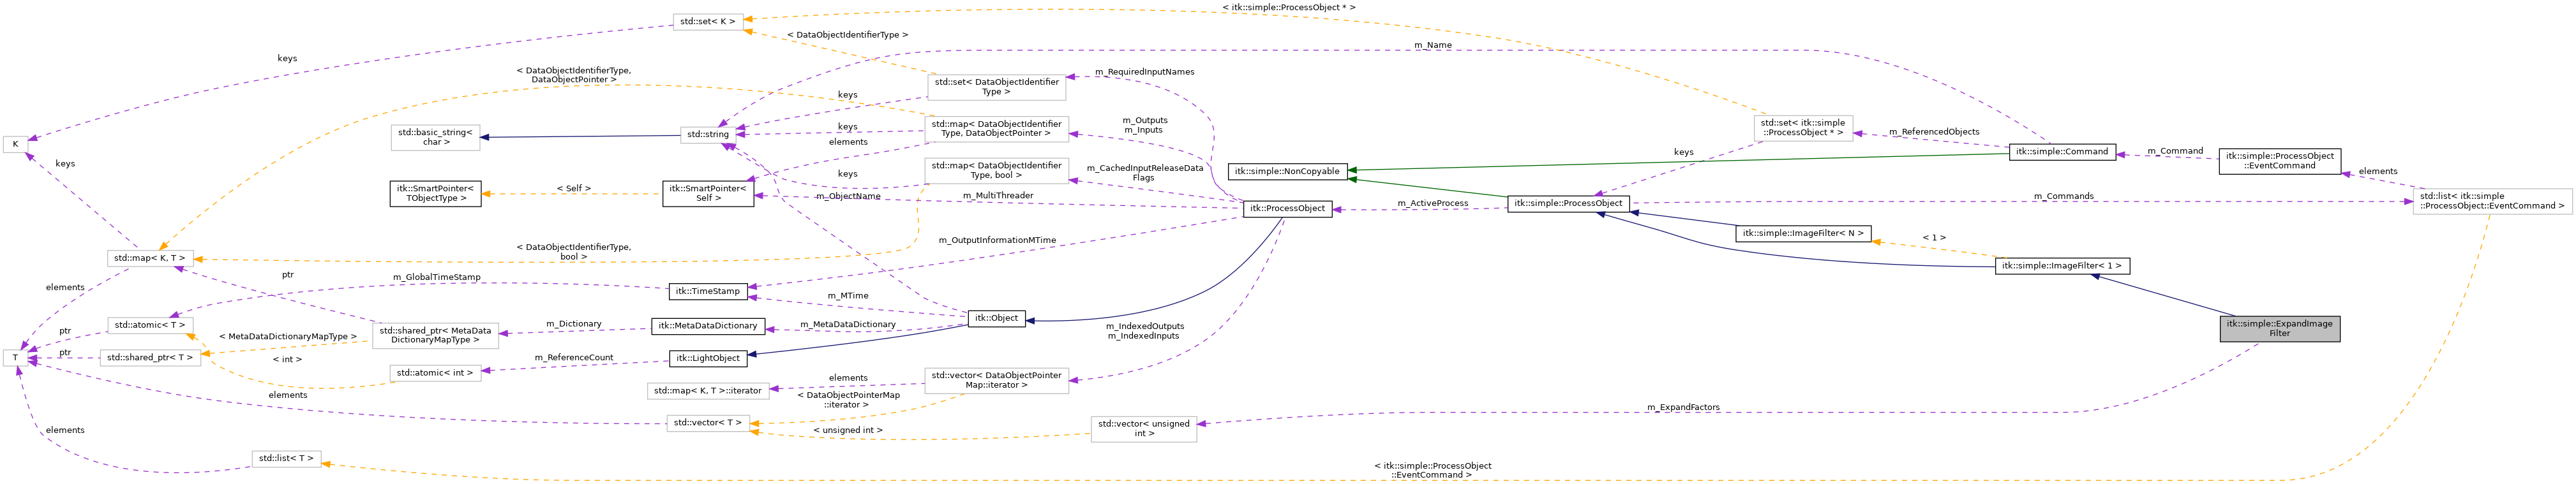 < itk::simple::ProcessObject * >
std::set< K >
< DataObjectIdentifierType >
m_Name
keys
< DataObjectIdentifierType,
DataObjectPointer >
m_RequiredInputNames
std::set< DataObjectIdentifier
Type >
keys
std::basic_string<
char >
std::string
keys
std::map< DataObjectIdentifier
Type, DataObjectPointer >
m_Outputs
m_Inputs
std::set< itk::simple
::ProcessObject * >
m_ReferencedObjects
K
elements
keys
itk::simple::Command
m_Command
itk::simple::ProcessObject
::EventCommand
keys
std::map< DataObjectIdentifier
Type, bool >
m_CachedInputReleaseData
Flags
itk::simple::NonCopyable
elements
keys
itk::SmartPointer<
TObjectType >
< Self >
itk::SmartPointer<
Self >
m_ObjectName
m_MultiThreader
itk::ProcessObject
m_ActiveProcess
itk::simple::ProcessObject
m_Commands
std::list< itk::simple
::ProcessObject::EventCommand >
itk::simple::ImageFilter< N >
< 1 >
m_OutputInformationMTime
< DataObjectIdentifierType,
bool >
std::map< K, T >
itk::simple::ImageFilter< 1 >
ptr
m_GlobalTimeStamp
elements
itk::TimeStamp
m_MTime
itk::Object
std::atomic< T >
ptr
std::shared_ptr< MetaData
DictionaryMapType >
m_Dictionary
itk::MetaDataDictionary
m_MetaDataDictionary
m_IndexedOutputs
m_IndexedInputs
itk::simple::ExpandImage
Filter
< MetaDataDictionaryMapType >
T
ptr
std::shared_ptr< T >
< int >
m_ReferenceCount
itk::LightObject
std::atomic< int >
std::map< K, T >::iterator
elements
std::vector< DataObjectPointer
Map::iterator >
elements
< DataObjectPointerMap
::iterator >
m_ExpandFactors
std::vector< T >
< unsigned int >
std::vector< unsigned
int >
elements
std::list< T >
< itk::simple::ProcessObject
::EventCommand >